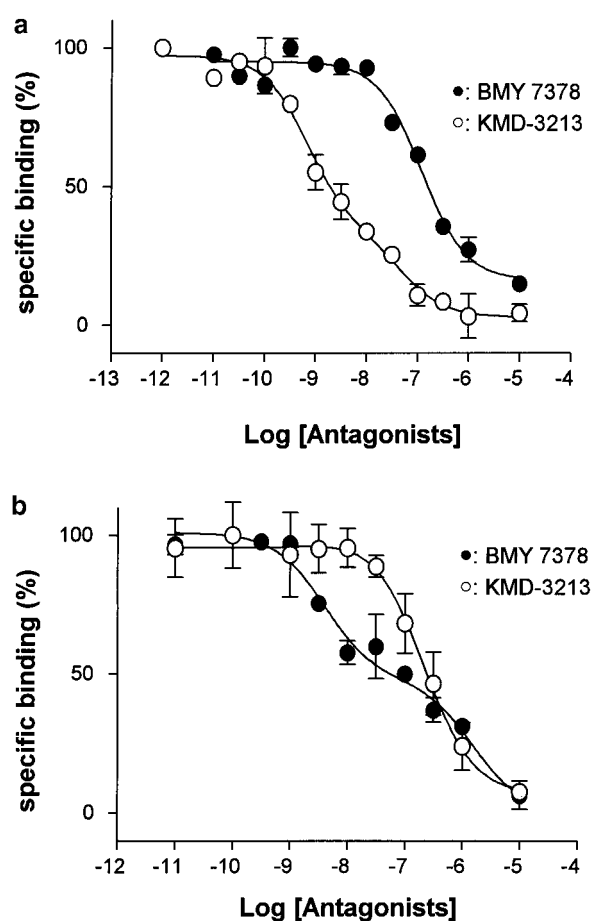 a
100
50
0
specific binding (%)
●: BMY 7378
○: KMD-3213
-13 -12 -11 -10 -9 -8 -7 -6 -5 -4
Log [Antagonists]
b
100
50
0
specific binding (%)
●: BMY 7378
○: KMD-3213
-12 -11 -10 -9 -8 -7 -6 -5 -4
Log [Antagonists]